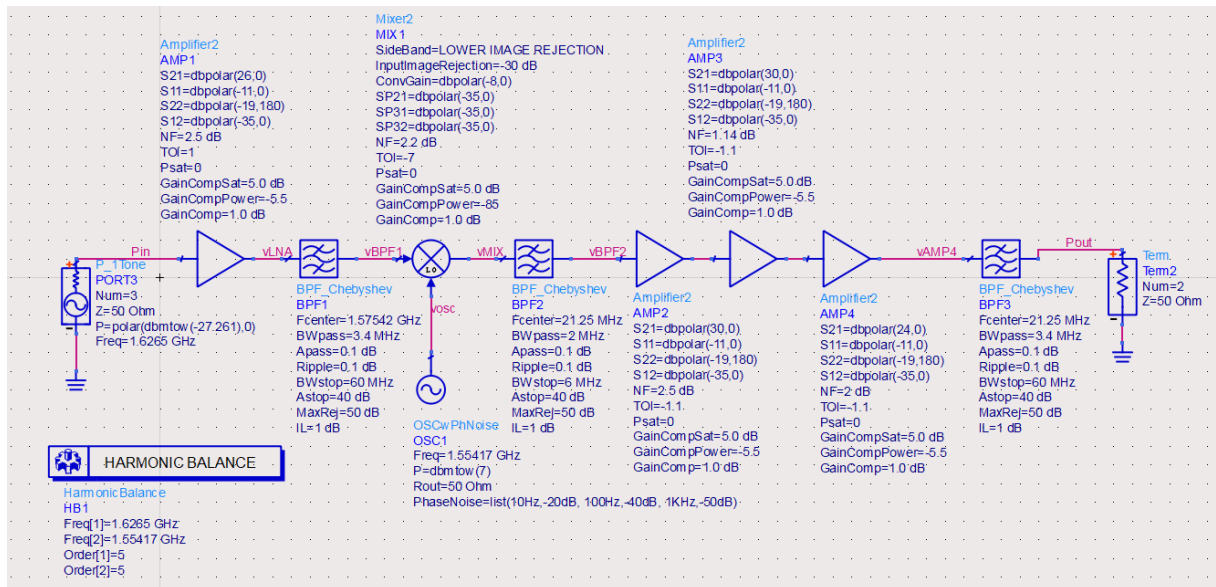 Amplifier2
AMP1
S21=dbpolar(26,0)
S11=dbpolar(-11,0)
S22=dbpolar(-19,180)
S12=dbpolar(-35,0)
NF=2.5 dB
TOI=1
Psat=0
GainCompSat=5.0 dB
GainCompPower=-5.5
GainComp=1.0 dB
Mixer2
MIX1
SideBand=LOWER IMAGE REJECTION
InputImageRejection=-30 dB
ConvGain=dbpolar(-8,0)
SP21=dbpolar(-35,0)
SP31=dbpolar(-35,0)
SP32=dbpolar(-35,0)
NF=2.2 dB
TOI=-7
Psat=0
GainCompSat=5.0 dB
GainCompPower=-85
GainComp=1.0 dB
Amplifier2
AMP3
S21=dbpolar(30,0)
S11=dbpolar(-11,0)
S22=dbpolar(-19,180)
S12=dbpolar(-35,0)
NF=1.14 dB
TOI=-1.1
Psat=0
GainCompSat=5.0 dB
GainCompPower=-5.5
GainComp=1.0 dB
Pin
vLNA
vBPF1
LO
vMIX
vBPF2
vAMP4
Pout
P_1Tone
PORT3
Num=3
Z=50 Ohm
P=polar(dbmtow(-27.261),0)
Freq=1.6265 GHz
BPF_Chebyshev
BPF1
Fcenter=1.57542 GHz
BWpass=3.4 MHz
Apass=0.1 dB
Ripple=0.1 dB
BWstop=60 MHz
Astop=40 dB
MaxRej=50 dB
IL=1 dB
vosc
OSCwPhNoise
OSC1
Freq=1.55417 GHz
P=dbmtow(7)
Rout=50 Ohm
PhaseNoise=list(10Hz,-20dB, 100Hz,-40dB, 1KHz,-50dB)
BPF_Chebyshev
BPF2
Fcenter=21.25 MHz
BWpass=2 MHz
Apass=0.1 dB
Ripple=0.1 dB
BWstop=6 MHz
Astop=40 dB
MaxRej=50 dB
IL=1 dB
Amplifier2
AMP2
S21=dbpolar(30,0)
S11=dbpolar(-11,0)
S22=dbpolar(-19,180)
S12=dbpolar(-35,0)
NF=2.5 dB
TOI=-1.1
Psat=0
GainCompSat=5.0 dB
GainCompPower=-5.5
GainComp=1.0 dB
Amplifier2
AMP4
S21=dbpolar(24,0)
S11=dbpolar(-11,0)
S22=dbpolar(-19,180)
S12=dbpolar(-35,0)
NF=2 dB
TOI=-1.1
Psat=0
GainCompSat=5.0 dB
GainCompPower=-5.5
GainComp=1.0 dB
BPF_Chebyshev
BPF3
Fcenter=21.25 MHz
BWpass=3.4 MHz
Apass=0.1 dB
Ripple=0.1 dB
BWstop=60 MHz
Astop=40 dB
MaxRej=50 dB
IL=1 dB
Term
Term2
Num=2
Z=50 Ohm
HARMONIC BALANCE
HarmonicBalance
HB1
Freq[1]=1.6265 GHz
Freq[2]=1.55417 GHz
Order[1]=5
Order[2]=5